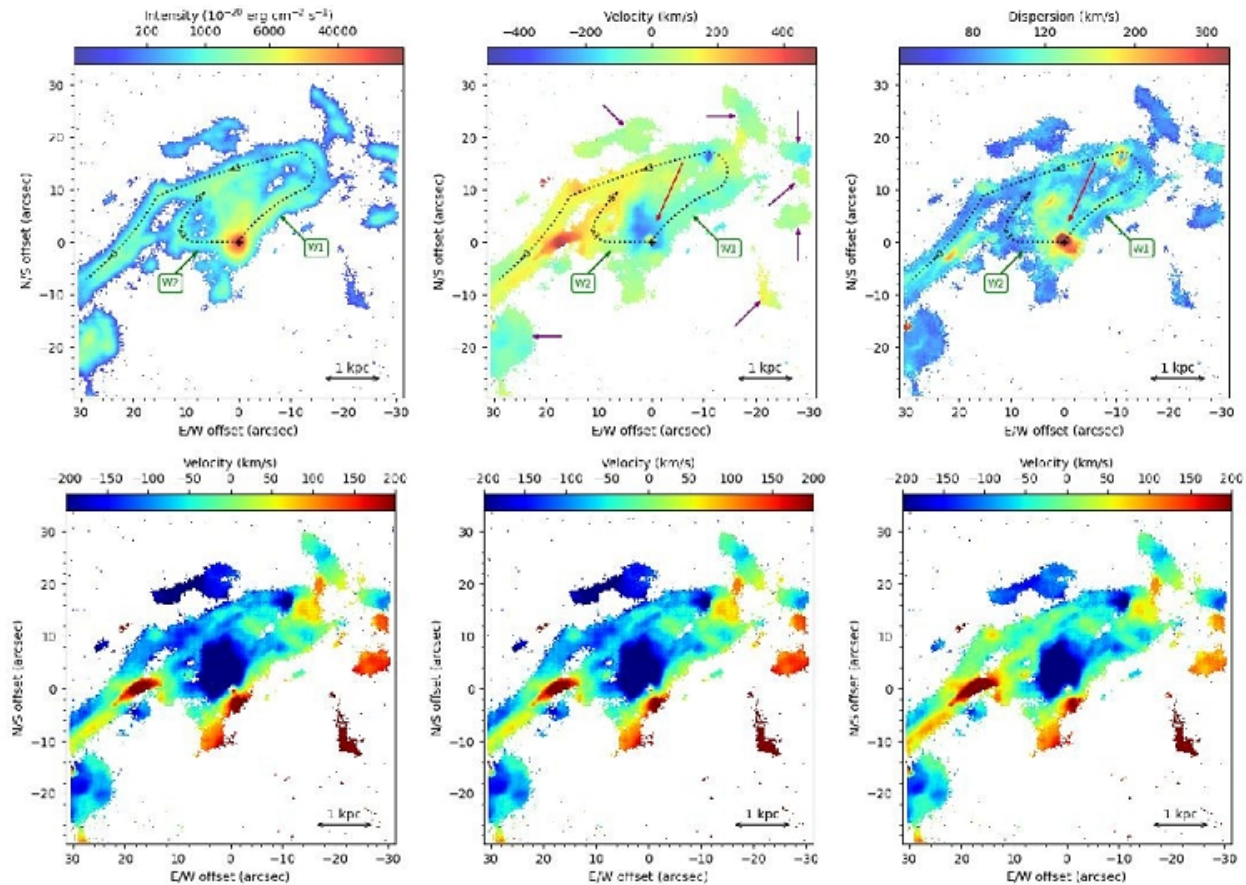 Intensity (10⁻²⁰ erg cm⁻² s⁻¹)
200 1000 6000 40000
Velocity (km/s)
−400 −200 0 200 400
Dispersion (km/s)
80 120 200 300
N/S offset (arcsec)
30
20
10
0
−10
−20
W1
W2
1 kpc
30 20 10 0 −10 −20 −30
E/W offset (arcsec)
30
20
10
0
−10
−20
W1
W2
1 kpc
30 20 10 0 −10 −20 −30
E/W offset (arcsec)
N/S offset (arcsec)
30
20
10
0
−10
−20
W1
W2
1 kpc
30 20 10 0 −10 −20 −30
E/W offset (arcsec)
Velocity (km/s)
−200 −150 −100 −50 0 50 100 150 200
Velocity (km/s)
−200 −150 −100 −50 0 50 100 150 200
Velocity (km/s)
−200 −150 −100 −50 0 50 100 150 200
N/S offset (arcsec)
30
20
10
0
−10
−20
1 kpc
30 20 10 0 −10 −20 −30
E/W offset (arcsec)
N/S offset (arcsec)
30
20
10
0
−10
−20
1 kpc
30 20 10 0 −10 −20 −30
E/W offset (arcsec)
N/S offset (arcsec)
30
20
10
0
−10
−20
1 kpc
30 20 10 0 −10 −20 −30
E/W offset (arcsec)